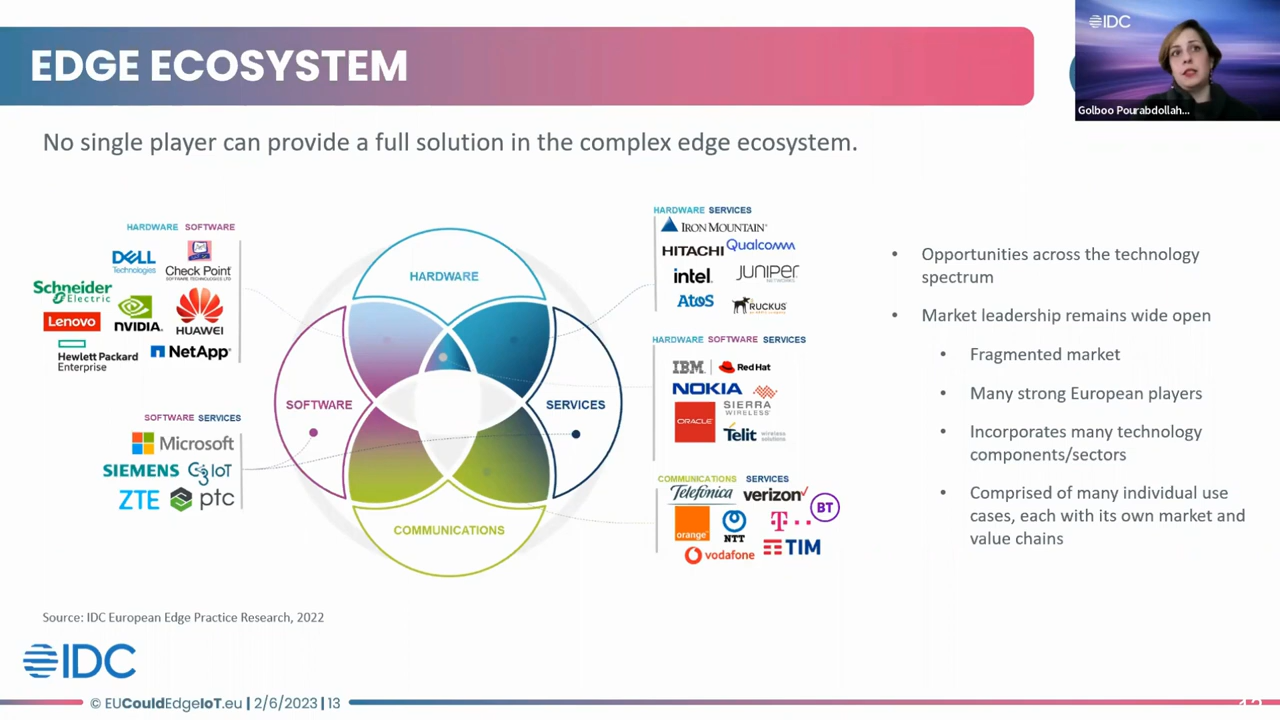 EDGE ECOSYSTEM
IDC
Golboo Pourabdollah...
No single player can provide a full solution in the complex edge ecosystem.
HARDWARE SOFTWARE
DELL
Technologies
Check Point
SOFTWARE TECHNOLOGIES LTD
Schneider
Electric
Lenovo
NVIDIA.
HUAWEI
Hewlett Packard
Enterprise
NetApp
SOFTWARE SERVICES
Microsoft
SIEMENS
C3 IoT
ZTE
ptc
HARDWARE
SOFTWARE
SERVICES
COMMUNICATIONS
HARDWARE SERVICES
IRON MOUNTAIN
HITACHI
Qualcomm
intel.
JUNIPER
NETWORKS
Atos
RUCKUS
HARDWARE SOFTWARE SERVICES
IBM
Red Hat
NOKIA
SIERRA
WIRELESS
ORACLE
Telit
wireless
solutions
COMMUNICATIONS SERVICES
Telefónica
verizon
BT
orange
NTT
T
vodafone
TIM
• Opportunities across the technology
spectrum
• Market leadership remains wide open
• Fragmented market
• Many strong European players
• Incorporates many technology
components/sectors
• Comprised of many individual use
cases, each with its own market and
value chains
Source: IDC European Edge Practice Research, 2022
IDC
© EUCouldEdgeIoT.eu | 2/6/2023 | 13